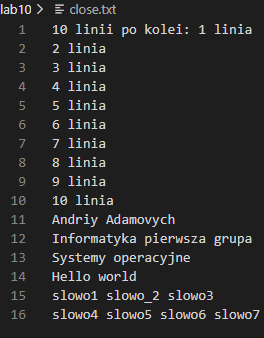 lab10 > close.txt
1 10 linii po kolei: 1 linia
2 2 linia
3 3 linia
4 4 linia
5 5 linia
6 6 linia
7 7 linia
8 8 linia
9 9 linia
10 10 linia
11 Andriy Adamovych
12 Informatyka pierwsza grupa
13 Systemy operacyjne
14 Hello world
15 slowo1 slowo_2 slowo3
16 slowo4 slowo5 slowo6 slowo7